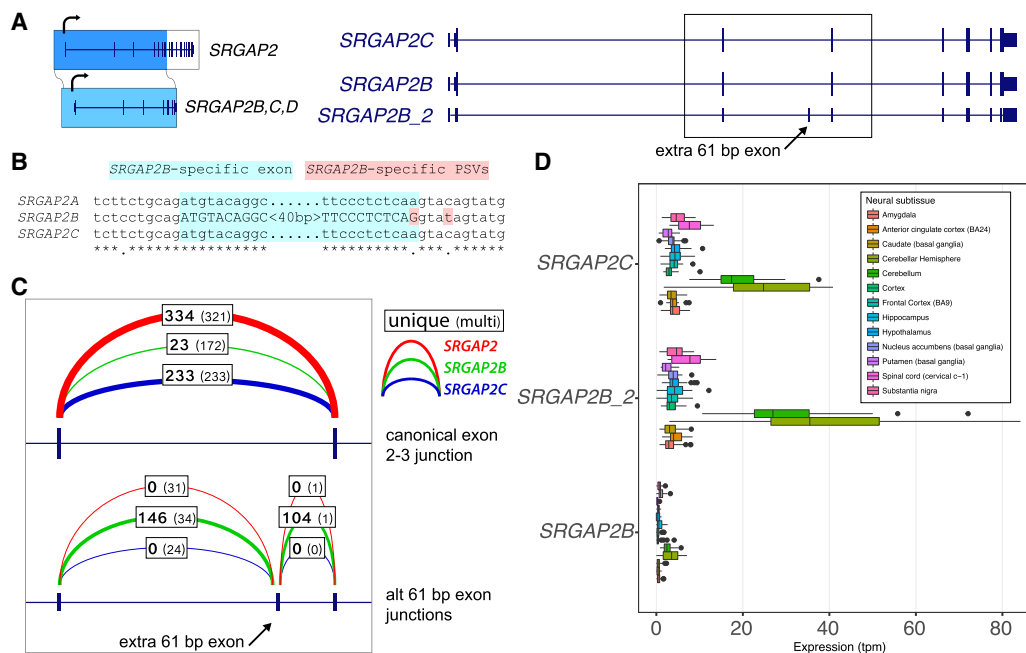 A
SRGAP2
SRGAP2B,C,D
SRGAP2C
SRGAP2B
SRGAP2B_2
extra 61 bp exon
B
SRGAP2B-specific exon SRGAP2B-specific PSVs
SRGAP2A tcttctgcagatgtacaggc......ttccctctcaagtacagtatg
SRGAP2B tcttctgcagATGTACAGGC<40bp>TTCCCTCTCAGgtatagtatg
SRGAP2C tcttctgcagatgtacaggc......ttccctctcaagtacagtatg
C
334 (321)
23 (172)
233 (233)
unique (multi)
SRGAP2
SRGAP2B
SRGAP2C
canonical exon
2-3 junction
0 (31)
0 (1)
146 (34)
104 (1)
0 (24)
0 (0)
alt 61 bp exon
junctions
extra 61 bp exon
D
SRGAP2C
SRGAP2B_2
SRGAP2B
Neural subtissue
Amygdala
Anterior cingulate cortex (BA24)
Caudate (basal ganglia)
Cerebellar Hemisphere
Cerebellum
Cortex
Frontal Cortex (BA9)
Hippocampus
Hypothalamus
Nucleus accumbens (basal ganglia)
Putamen (basal ganglia)
Spinal cord (cervical c-1)
Substantia nigra
0 20 40 60 80
Expression (tpm)